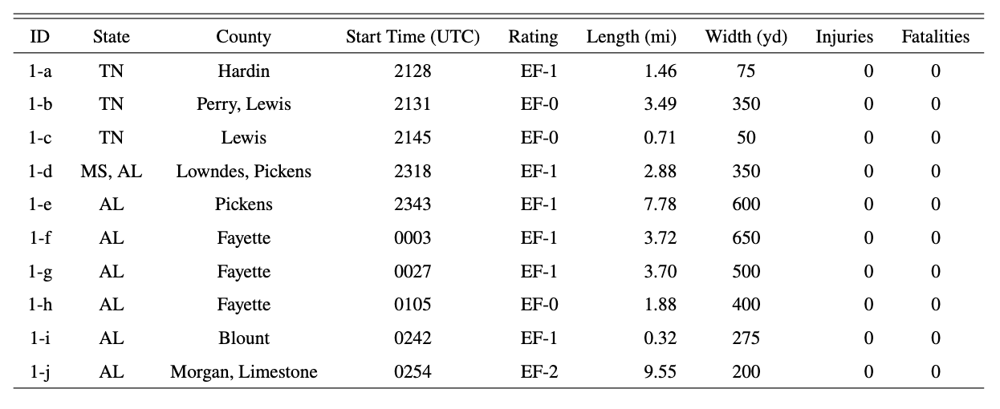 ID State County Start Time (UTC) Rating Length (mi) Width (yd) Injuries Fatalities
1-a TN Hardin 2128 EF-1 1.46 75 0 0
1-b TN Perry, Lewis 2131 EF-0 3.49 350 0 0
1-c TN Lewis 2145 EF-0 0.71 50 0 0
1-d MS, AL Lowndes, Pickens 2318 EF-1 2.88 350 0 0
1-e AL Pickens 2343 EF-1 7.78 600 0 0
1-f AL Fayette 0003 EF-1 3.72 650 0 0
1-g AL Fayette 0027 EF-1 3.70 500 0 0
1-h AL Fayette 0105 EF-0 1.88 400 0 0
1-i AL Blount 0242 EF-1 0.32 275 0 0
1-j AL Morgan, Limestone 0254 EF-2 9.55 200 0 0